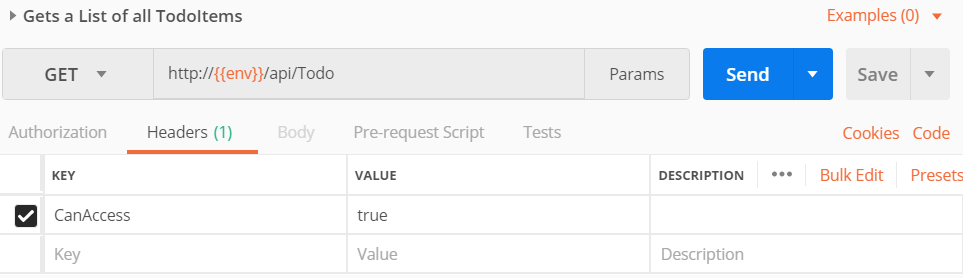 Gets a List of all TodoItems Examples (0)
GET http://{{env}}/api/Todo Params Send Save
Authorization Headers (1) Body Pre-request Script Tests Cookies Code
KEY VALUE DESCRIPTION ••• Bulk Edit Presets
CanAccess true
Key Value Description